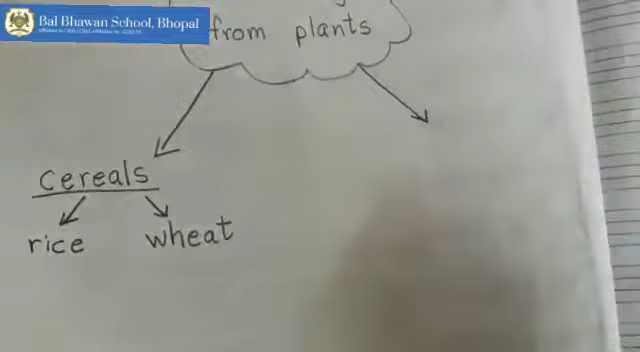 Bal Bhawan School, Bhopal
from plants
cereals
rice wheat